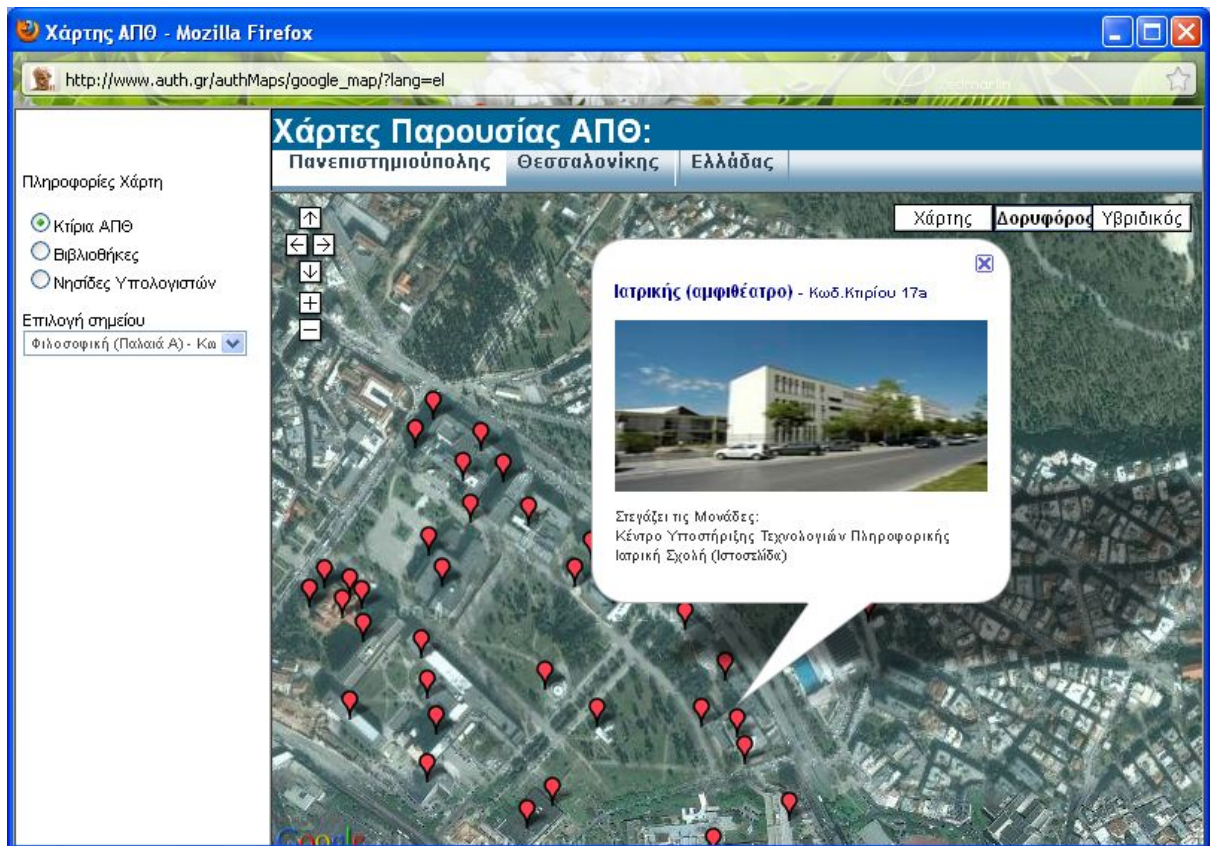 Χάρτης ΑΠΘ - Mozilla Firefox
http://www.auth.gr/authMaps/google_map/?lang=el
Χάρτες Παρουσίας ΑΠΘ:
Πανεπιστημιούπολης Θεσσαλονίκης Ελλάδας
Πληροφορίες Χάρτη
Κτίρια ΑΠΘ
Βιβλιοθήκες
Νησίδες Υπολογιστών
Επιλογή σημείου
Φιλοσοφική (Παλαιά Α) - Κω
Χάρτης Δορυφόρος Υβριδικός
Ιατρικής (αμφιθέατρο) - Κωδ.Κτιρίου 17a
Στεγάζει τις Μονάδες:
Κέντρο Υποστήριξης Τεχνολογιών Πληροφορικής
Ιατρική Σχολή (Ιστοσελίδα)
Google